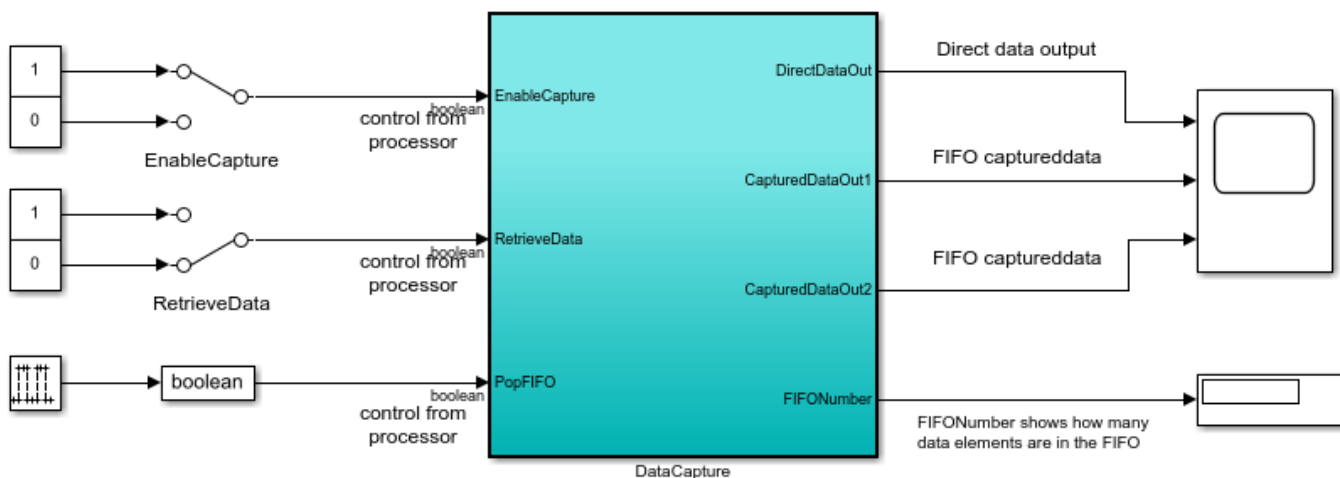 1
0
EnableCapture
control from
processor
boolean
EnableCapture
1
0
RetrieveData
control from
processor
boolean
RetrieveData
boolean
control from
processor
boolean
PopFIFO
DirectDataOut
CapturedDataOut1
CapturedDataOut2
FIFONumber
DataCapture
Direct data output
FIFO captureddata
FIFO captureddata
FIFONumber shows how many
data elements are in the FIFO